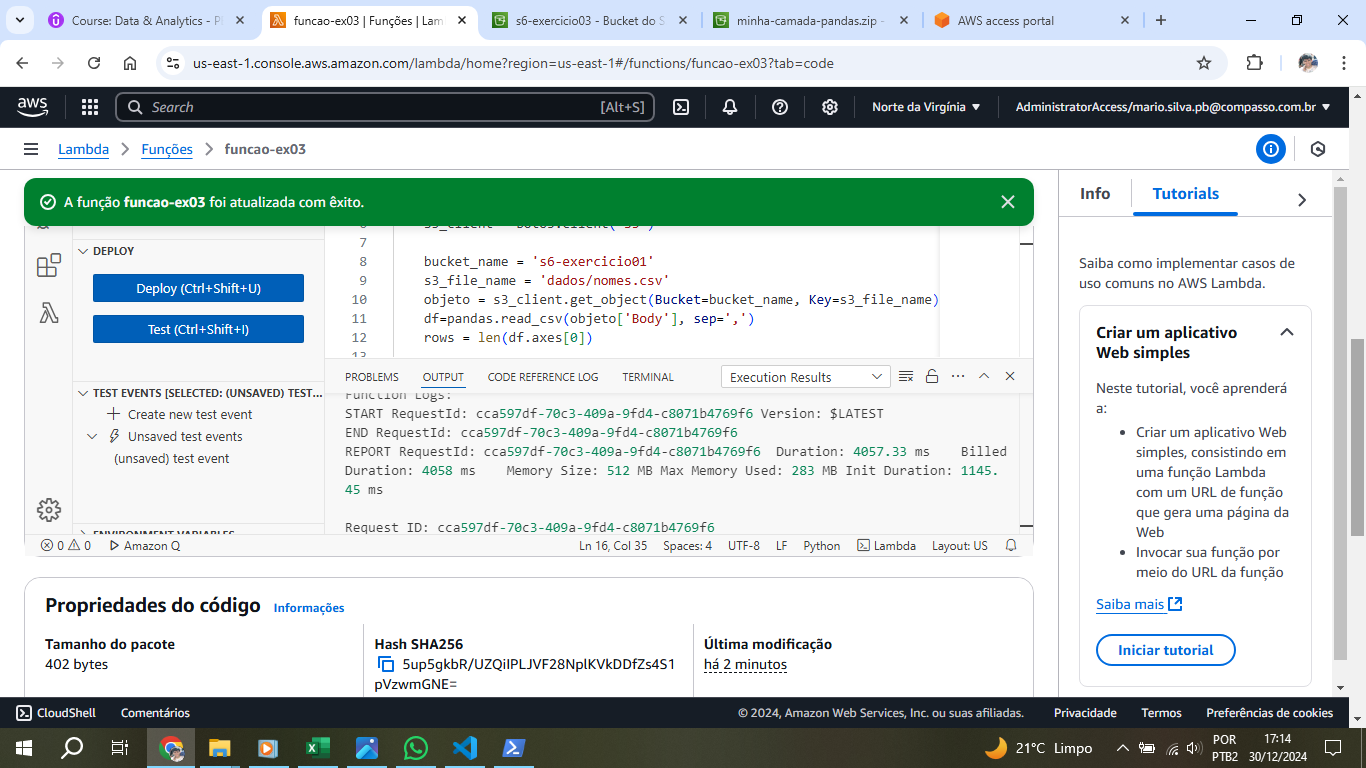 Course: Data & Analytics - P
funcao-ex03 | Funções | Lam
s6-exercicio03 - Bucket do S
minha-camada-pandas.zip -
AWS access portal
us-east-1.console.aws.amazon.com/lambda/home?region=us-east-1#/functions/funcao-ex03?tab=code
aws
Search
[Alt+S]
Norte da Virgínia
AdministratorAccess/mario.silva.pb@compasso.com.br
Lambda
Funções
funcao-ex03
A função funcao-ex03 foi atualizada com êxito.
Info
Tutorials
DEPLOY
Deploy (Ctrl+Shift+U)
Test (Ctrl+Shift+I)
TEST EVENTS [SELECTED: (UNSAVED) TEST...
Create new test event
Unsaved test events
(unsaved) test event
ENVIRONMENT VARIABLES
6 s3_client = boto3.client('s3')
7
8 bucket_name = 's6-exercicio01'
9 s3_file_name = 'dados/nomes.csv'
10 objeto = s3_client.get_object(Bucket=bucket_name, Key=s3_file_name)
11 df=pandas.read_csv(objeto['Body'], sep=',')
12 rows = len(df.axes[0])
13
PROBLEMS
OUTPUT
CODE REFERENCE LOG
TERMINAL
Execution Results
Function Logs:
START RequestId: cca597df-70c3-409a-9fd4-c8071b4769f6 Version: $LATEST
END RequestId: cca597df-70c3-409a-9fd4-c8071b4769f6
REPORT RequestId: cca597df-70c3-409a-9fd4-c8071b4769f6 Duration: 4057.33 ms Billed
Duration: 4058 ms Memory Size: 512 MB Max Memory Used: 283 MB Init Duration: 1145.
45 ms
Request ID: cca597df-70c3-409a-9fd4-c8071b4769f6
0 0
Amazon Q
Ln 16, Col 35
Spaces: 4
UTF-8
LF
Python
Lambda
Layout: US
Saiba como implementar casos de
uso comuns no AWS Lambda.
Criar um aplicativo
Web simples
Neste tutorial, você aprenderá
a:
• Criar um aplicativo Web
simples, consistindo em
uma função Lambda
com um URL de função
que gera uma página da
Web
• Invocar sua função por
meio do URL da função
Saiba mais
Iniciar tutorial
Propriedades do código
Informações
Tamanho do pacote
402 bytes
Hash SHA256
5up5gkbR/UZQiIPLJVF28NplKVkDDfZs4S1
pVzwmGNE=
Última modificação
há 2 minutos
CloudShell
Comentários
© 2024, Amazon Web Services, Inc. ou suas afiliadas.
Privacidade
Termos
Preferências de cookies
21°C Limpo
POR
PTB2
17:14
30/12/2024